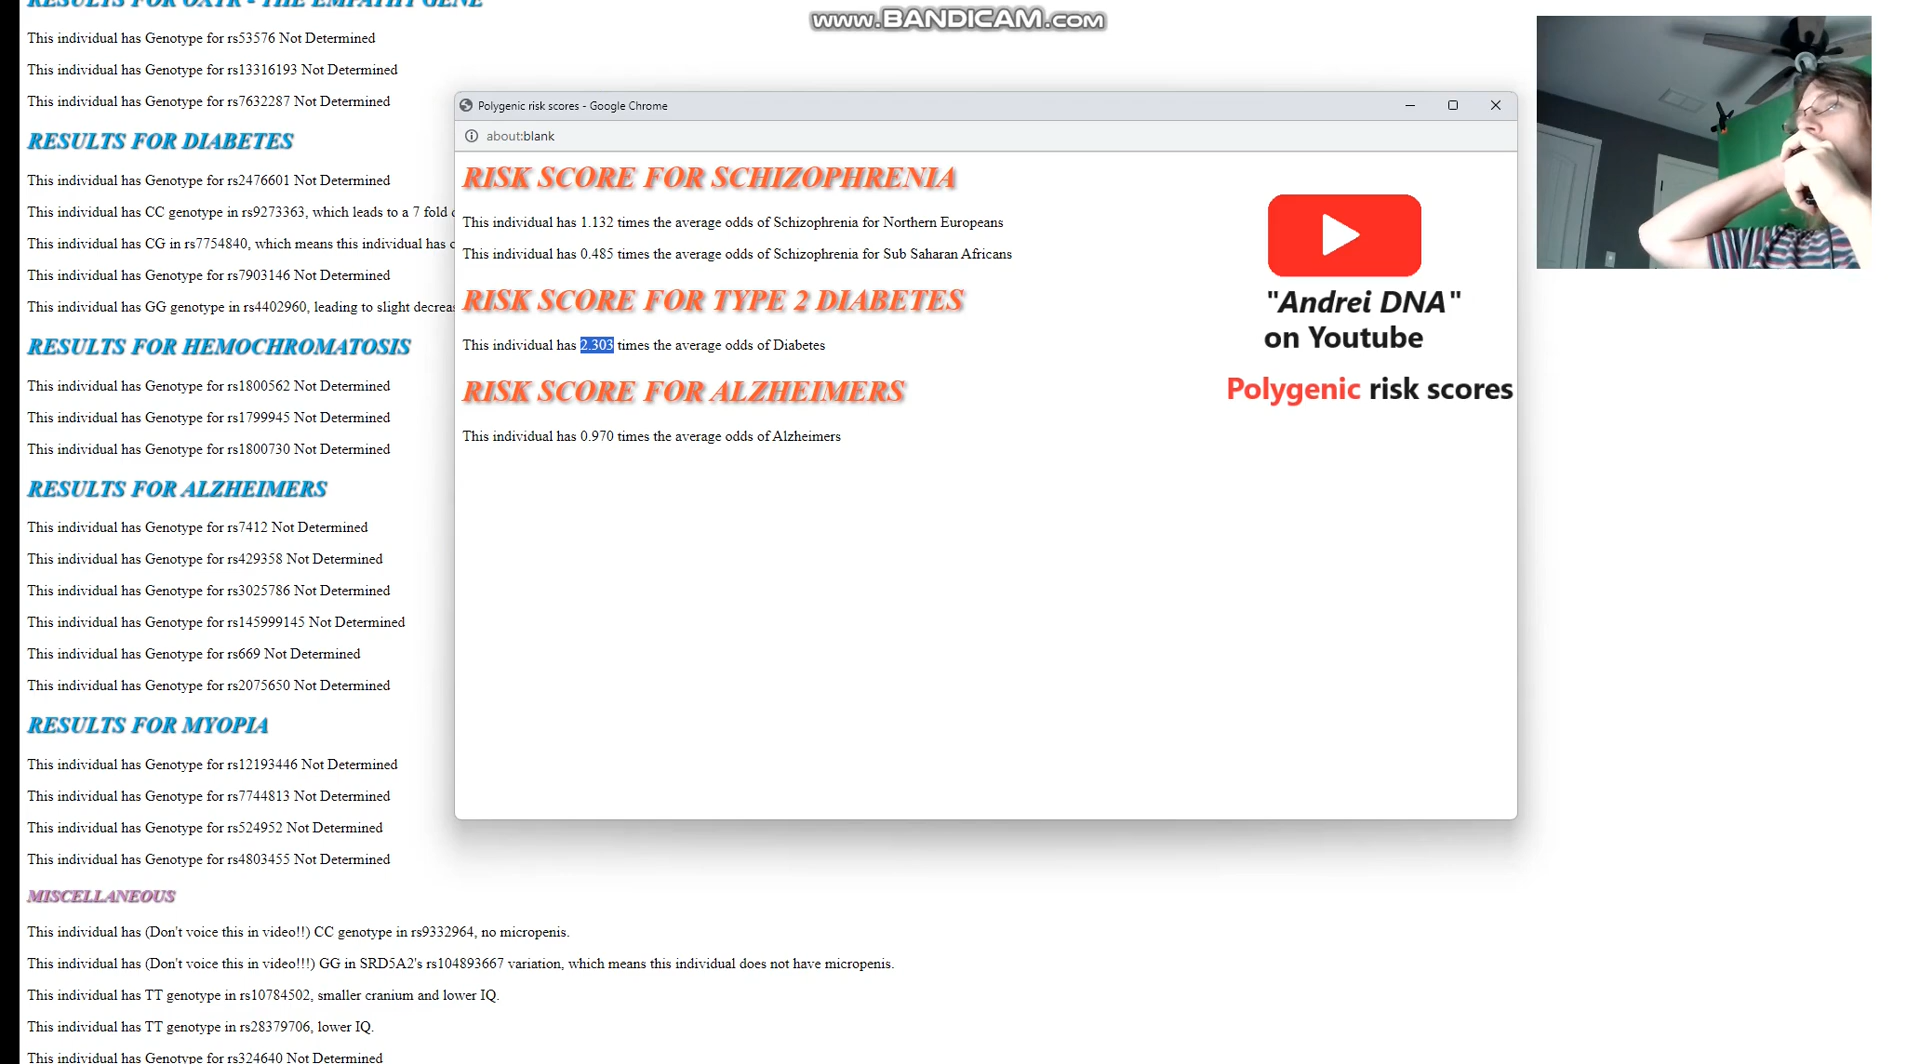 RESULTS FOR OXTR - THE EMPATHY GENE
This individual has Genotype for rs53576 Not Determined
This individual has Genotype for rs13316193 Not Determined
This individual has Genotype for rs7632287 Not Determined
RESULTS FOR DIABETES
This individual has Genotype for rs2476601 Not Determined
This individual has CC genotype in rs9273363, which leads to a 7 fold
This individual has CG in rs7754840, which means this individual has
This individual has Genotype for rs7903146 Not Determined
This individual has GG genotype in rs4402960, leading to slight decrea
RESULTS FOR HEMOCHROMATOSIS
This individual has Genotype for rs1800562 Not Determined
This individual has Genotype for rs1799945 Not Determined
This individual has Genotype for rs1800730 Not Determined
RESULTS FOR ALZHEIMERS
This individual has Genotype for rs7412 Not Determined
This individual has Genotype for rs429358 Not Determined
This individual has Genotype for rs3025786 Not Determined
This individual has Genotype for rs145999145 Not Determined
This individual has Genotype for rs669 Not Determined
This individual has Genotype for rs2075650 Not Determined
RESULTS FOR MYOPIA
This individual has Genotype for rs12193446 Not Determined
This individual has Genotype for rs7744813 Not Determined
This individual has Genotype for rs524952 Not Determined
This individual has Genotype for rs4803455 Not Determined
MISCELLANEOUS
This individual has (Don't voice this in video!!) CC genotype in rs9332964, no micropenis.
This individual has (Don't voice this in video!!!) GG in SRD5A2's rs104893667 variation, which means this individual does not have micropenis.
This individual has TT genotype in rs10784502, smaller cranium and lower IQ.
This individual has TT genotype in rs28379706, lower IQ.
This individual has Genotype for rs324640 Not Determined
www.BANDICAM.com
Polygenic risk scores - Google Chrome
about:blank
RISK SCORE FOR SCHIZOPHRENIA
This individual has 1.132 times the average odds of Schizophrenia for Northern Europeans
This individual has 0.485 times the average odds of Schizophrenia for Sub Saharan Africans
RISK SCORE FOR TYPE 2 DIABETES
This individual has 2.303 times the average odds of Diabetes
RISK SCORE FOR ALZHEIMERS
This individual has 0.970 times the average odds of Alzheimers
"Andrei DNA"
on Youtube
Polygenic risk scores